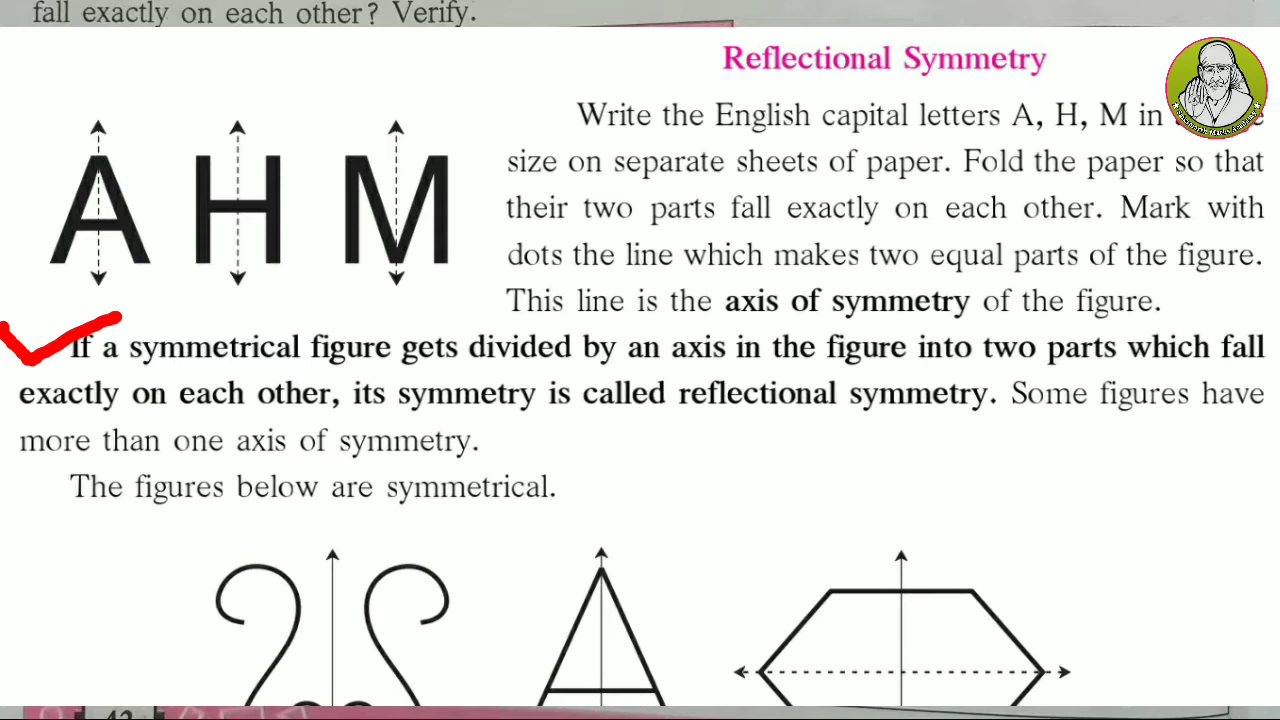 fall exactly on each other? Verify.
Reflectional Symmetry
Write the English capital letters A, H, M in
size on separate sheets of paper. Fold the paper so that
their two parts fall exactly on each other. Mark with
dots the line which makes two equal parts of the figure.
This line is the axis of symmetry of the figure.
A H M
If a symmetrical figure gets divided by an axis in the figure into two parts which fall
exactly on each other, its symmetry is called reflectional symmetry. Some figures have
more than one axis of symmetry.
The figures below are symmetrical.